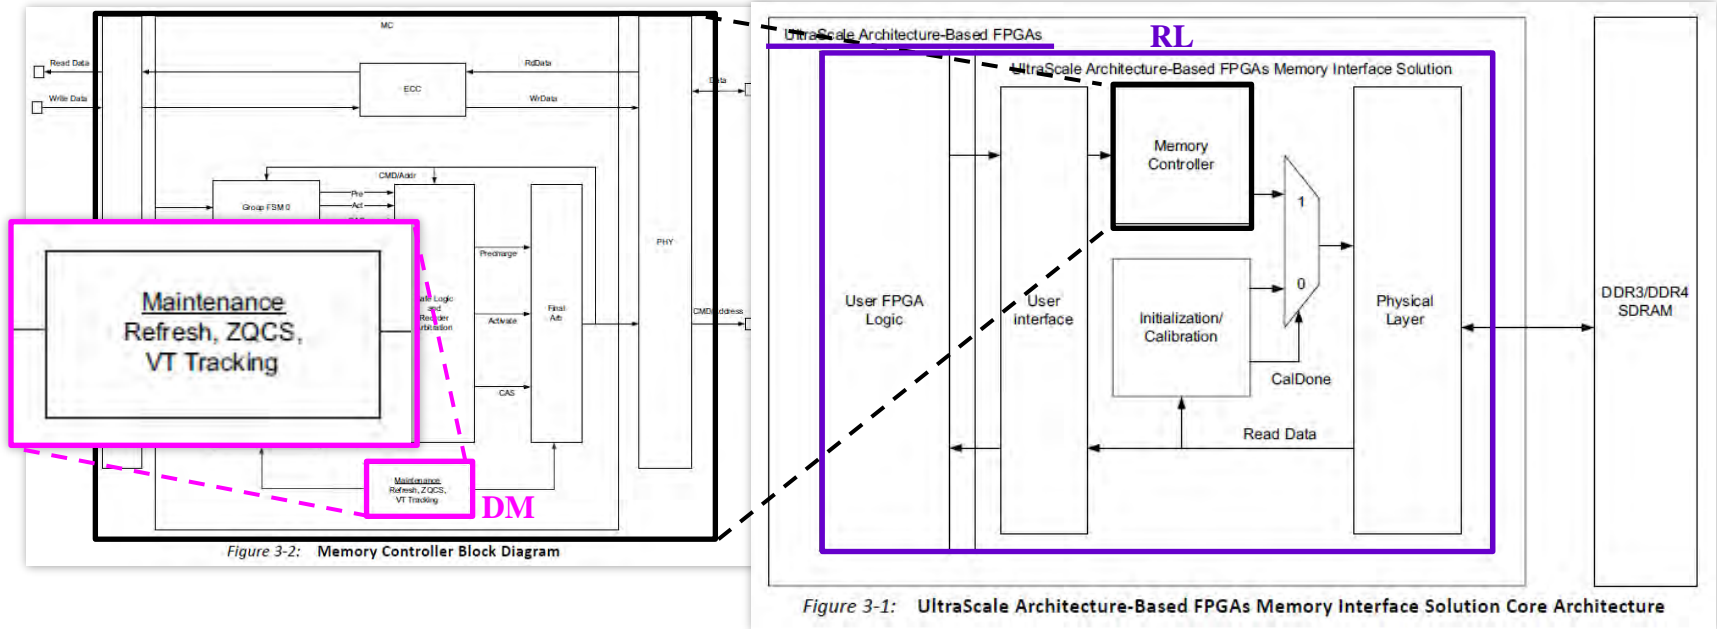 MC
Read Data
Write Data
ECC
RdData
WrData
Data
CMD/Addr
Group FSM 0
Pre
Act
Precharge
Activate
CAS
Logic
and
Reorder
Arbitration
Final
Arb
PHY
CMD/Address
Maintenance
Refresh, ZQCS,
VT Tracking
Maintenance
Refresh, ZQCS,
VT Tracking
DM
Figure 3-2: Memory Controller Block Diagram
UltraScale Architecture-Based FPGAs
RL
UltraScale Architecture-Based FPGAs Memory Interface Solution
Memory
Controller
1
0
User FPGA
Logic
User
interface
Initialization/
Calibration
CalDone
Read Data
Physical
Layer
DDR3/DDR4
SDRAM
Figure 3-1: UltraScale Architecture-Based FPGAs Memory Interface Solution Core Architecture